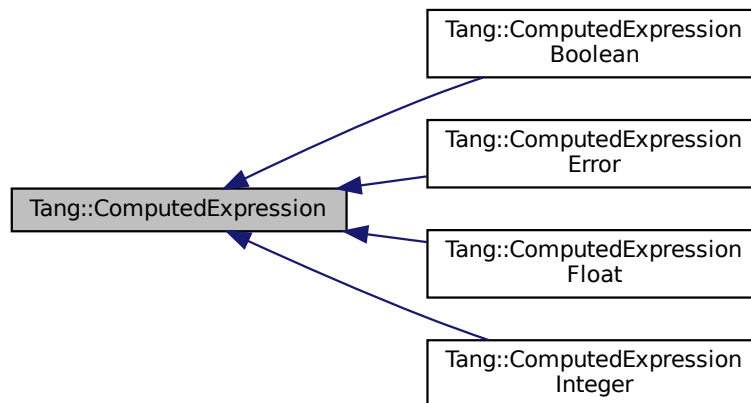 Tang::ComputedExpression
Boolean
Tang::ComputedExpression
Error
Tang::ComputedExpression
Tang::ComputedExpression
Float
Tang::ComputedExpression
Integer